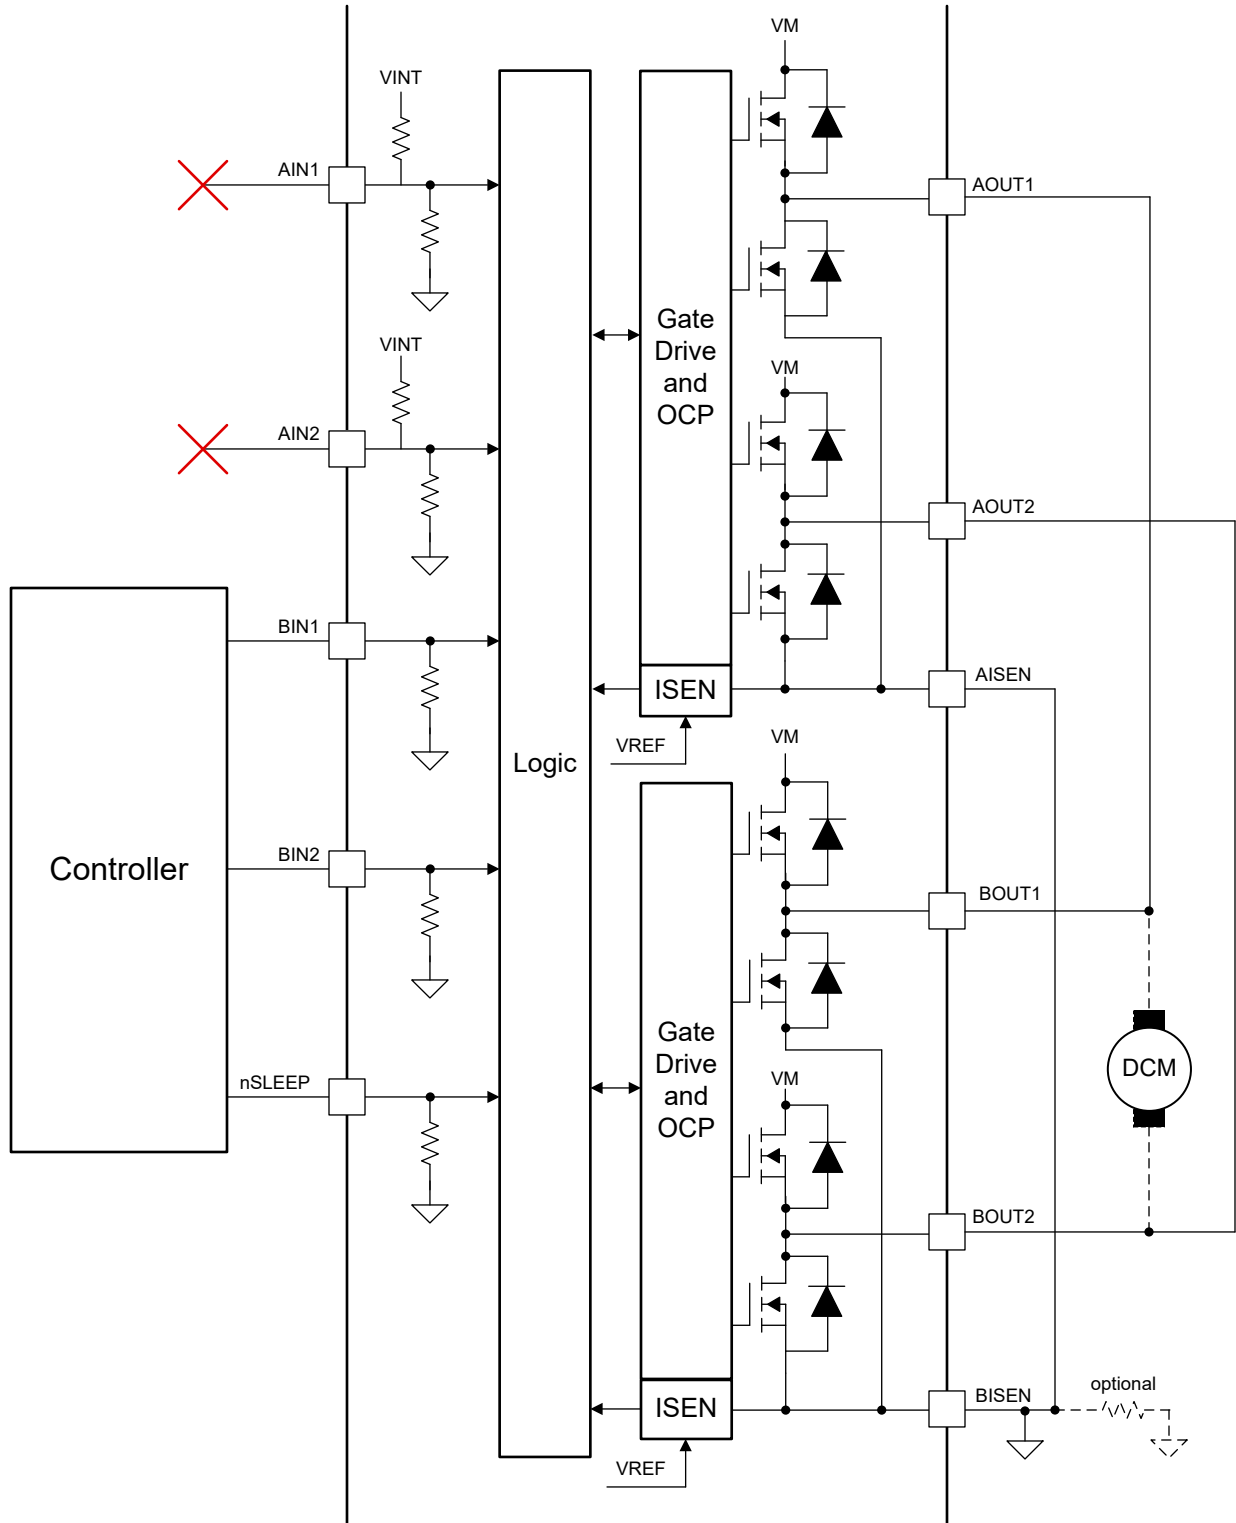 VM
VINT
AIN1
AOUT1
Gate
Drive
and
OCP
VINT
VM
AIN2
AOUT2
BIN1
ISEN
AISEN
VREF
VM
Logic
Controller
BIN2
BOUT1
Gate
Drive
and
OCP
nSLEEP
VM
DCM
BOUT2
ISEN
BISEN
optional
VREF